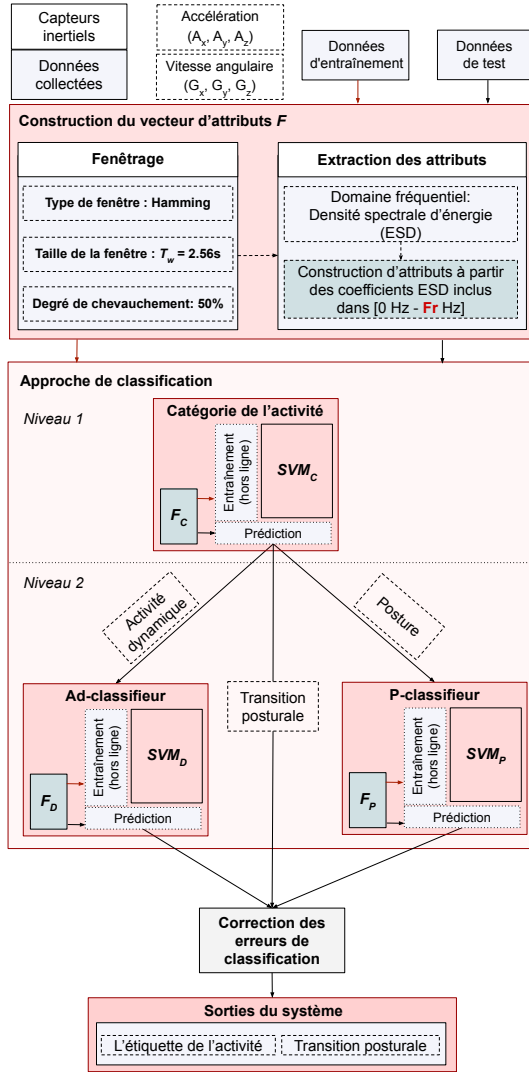 Capteurs
inertiels
Données
collectées
Accélération
(Ax, Ay, Az)
Vitesse angulaire
(Gx, Gy, Gz)
Données
d'entraînement
Données
de test
Construction du vecteur d'attributs F
Fenêtrage
Type de fenêtre : Hamming
Taille de la fenêtre : Tw = 2.56s
Degré de chevauchement: 50%
Extraction des attributs
Domaine fréquentiel:
Densité spectrale d'énergie
(ESD)
Construction d'attributs à partir
des coefficients ESD inclus
dans [0 Hz - Fr Hz]
Approche de classification
Niveau 1
Catégorie de l'activité
Entraînement
(hors ligne)
SVMC
FC
Prédiction
Niveau 2
Activité
dynamique
Posture
Transition
posturale
Ad-classifieur
Entraînement
(hors ligne)
SVMD
FD
Prédiction
P-classifieur
Entraînement
(hors ligne)
SVMP
FP
Prédiction
Correction des
erreurs de
classification
Sorties du système
L'étiquette de l'activité
Transition posturale